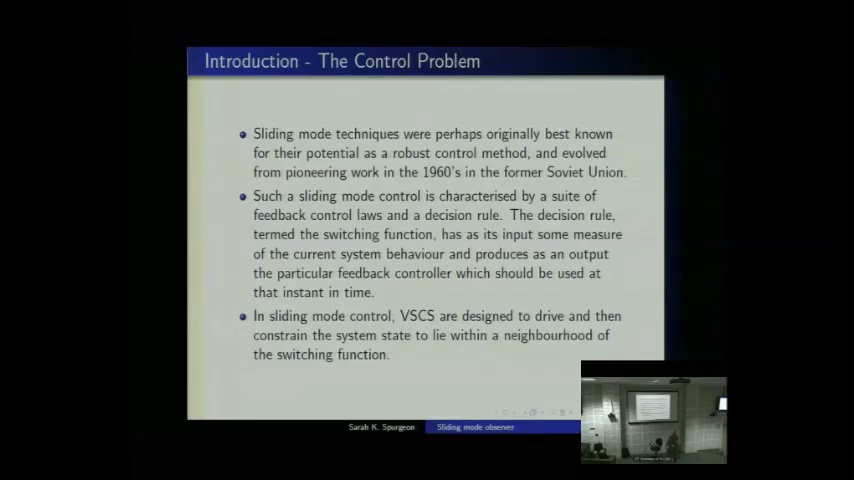 Introduction - The Control Problem
Sliding mode techniques were perhaps originally best known
for their potential as a robust control method, and evolved
from pioneering work in the 1960's in the former Soviet Union.
Such a sliding mode control is characterised by a suite of
feedback control laws and a decision rule. The decision rule,
termed the switching function, has as its input some measure
of the current system behaviour and produces as an output
the particular feedback controller which should be used at
that instant in time.
In sliding mode control, VSCS are designed to drive and then
constrain the system state to lie within a neighbourhood of
the switching function.
Sarah K. Spurgeon
Sliding mode observer